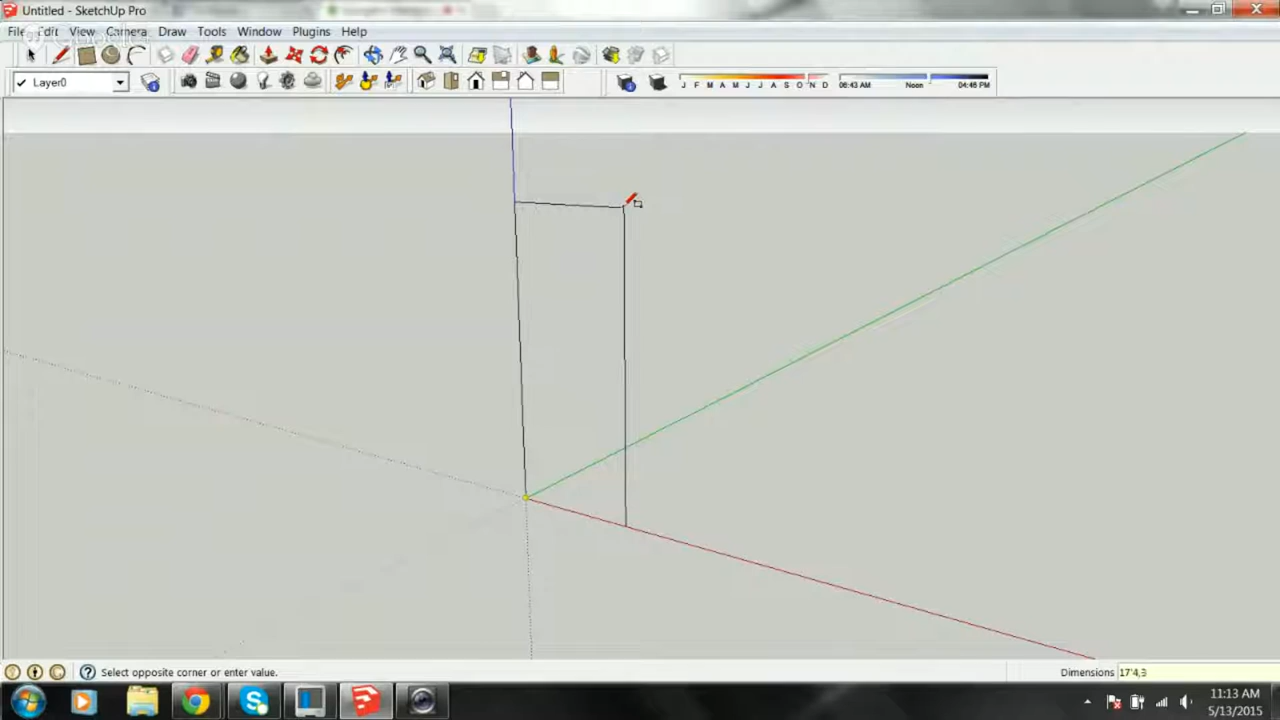 Untitled - SketchUp Pro
File Edit View Camera Draw Tools Window Plugins Help
Layer0
J F M A M J J A S O N D 06:43 AM Noon 04:46 PM
Select opposite corner or enter value.
Dimensions 17'4,3
11:13 AM
5/13/2015